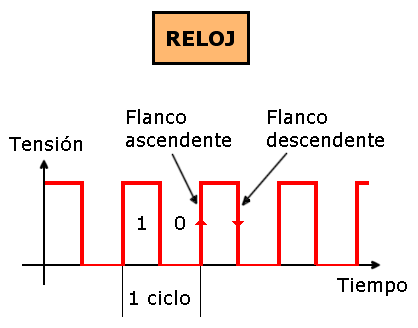 RELOJ
Flanco
ascendente
Flanco
descendente
Tensión
1 0
Tiempo
1 ciclo